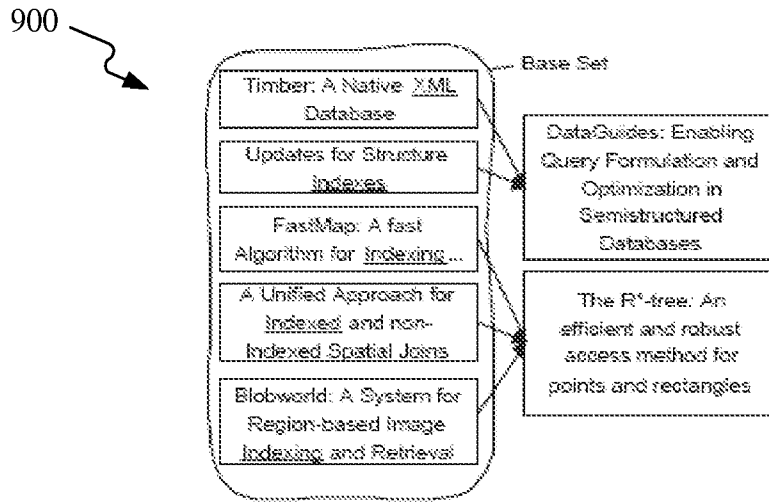 900
Base Set
Timber: A Native XML
Database
Updates for Structure
Indexes
FastMap: A fast
Algorithm for Indexing...
A Unified Approach for
Indexed and non-
Indexed Spatial Joins
Blobworld: A System for
Region-based Image
Indexing and Retrieval
DataGuides: Enabling
Query Formulation and
Optimization in
Semistructured
Databases
The R*-tree: An
efficient and robust
access method for
points and rectangles